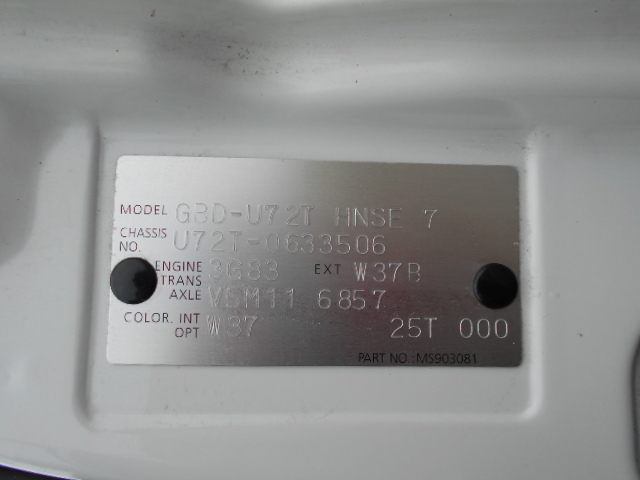 MODEL GBD-U72T HNSE 7
CHASSIS NO. U72T-0633506
ENGINE 3G83 EXT W37B
TRANS AXLE V5M11 6857
COLOR. INT OPT W37 25T 000
PART NO.:MS903081